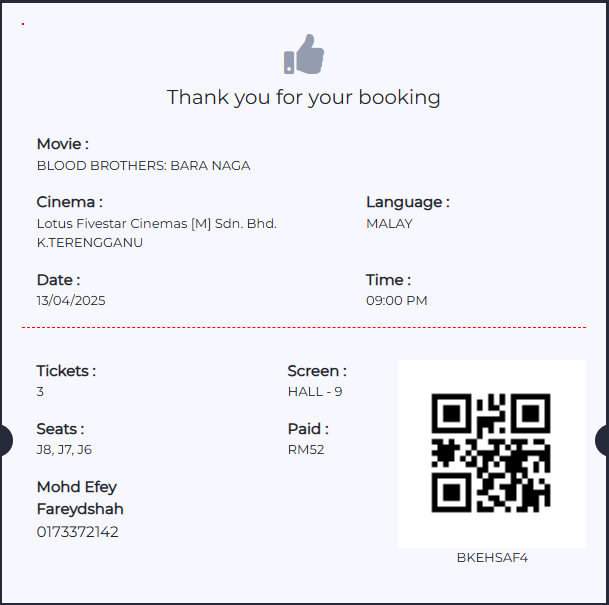 Thank you for your booking
Movie :
BLOOD BROTHERS: BARA NAGA
Cinema :
Lotus Fivestar Cinemas [M] Sdn. Bhd.
K.TERENGGANU
Language :
MALAY
Date :
13/04/2025
Time :
09:00 PM
Tickets :
3
Screen :
HALL - 9
Seats :
J8, J7, J6
Paid :
RM52
Mohd Efey
Fareydshah
0173372142
BKEHSAF4